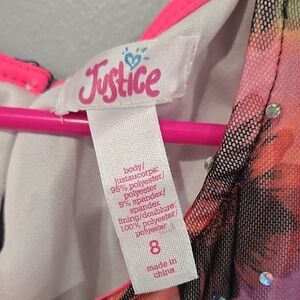 Justice
body/
justaucorps:
95% polyester/
polyester
5% spandex/
spandex
lining/doublure:
100% polyester/
polyester
8
made in
china